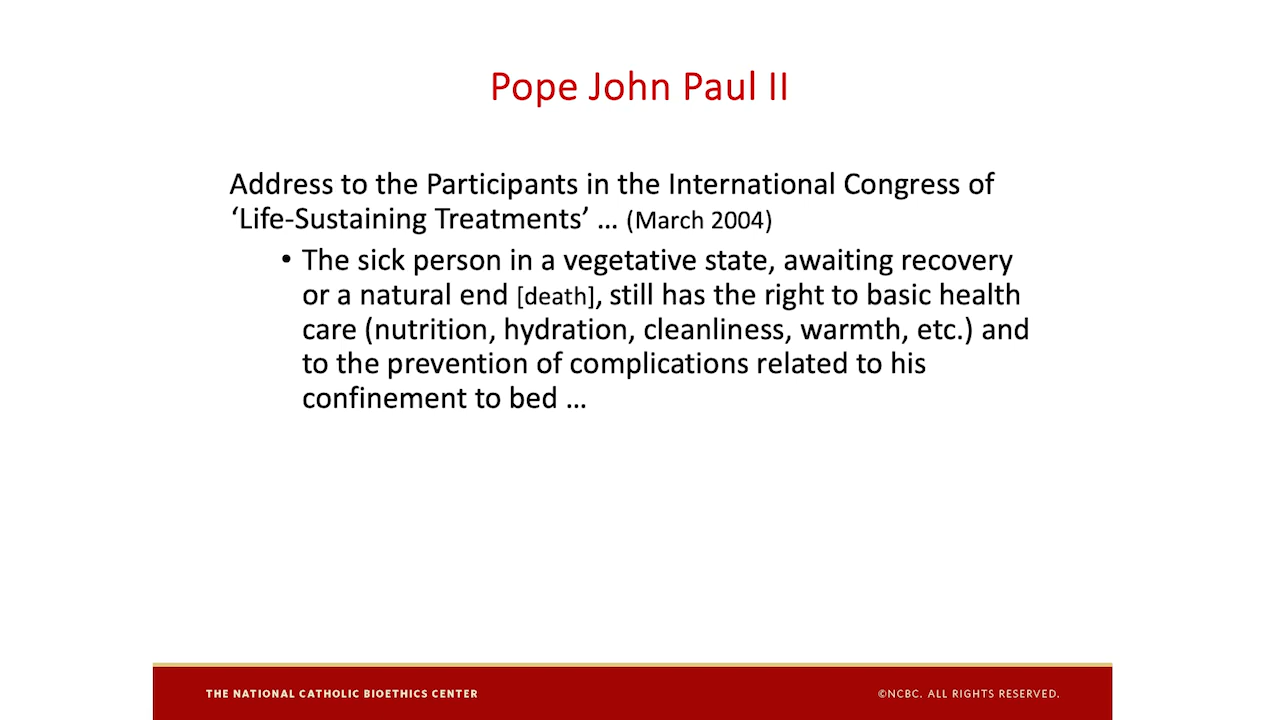 Pope John Paul II
Address to the Participants in the International Congress of
‘Life-Sustaining Treatments’ … (March 2004)
• The sick person in a vegetative state, awaiting recovery
or a natural end [death], still has the right to basic health
care (nutrition, hydration, cleanliness, warmth, etc.) and
to the prevention of complications related to his
confinement to bed …
THE NATIONAL CATHOLIC BIOETHICS CENTER
©NCBC. ALL RIGHTS RESERVED.